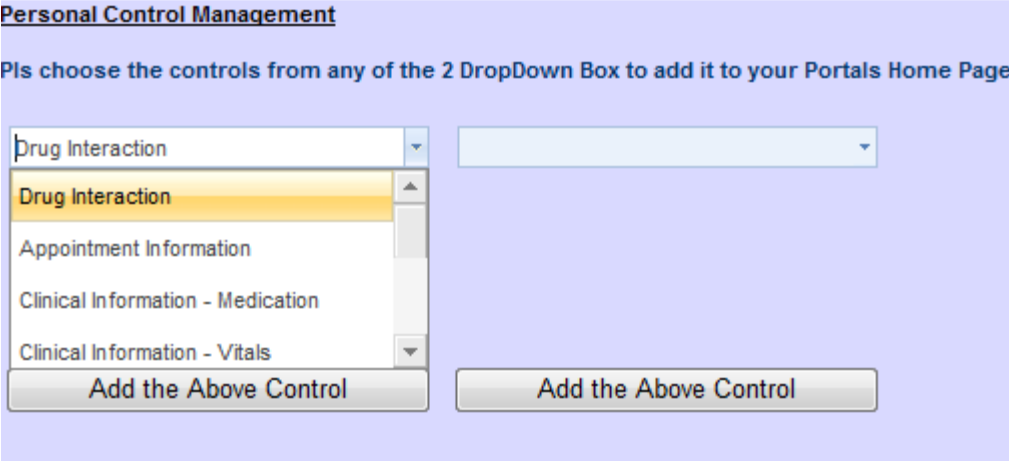 Personal Control Management
Pls choose the controls from any of the 2 DropDown Box to add it to your Portals Home Page
Drug Interaction
Drug Interaction
Appointment Information
Clinical Information - Medication
Clinical Information - Vitals
Add the Above Control Add the Above Control